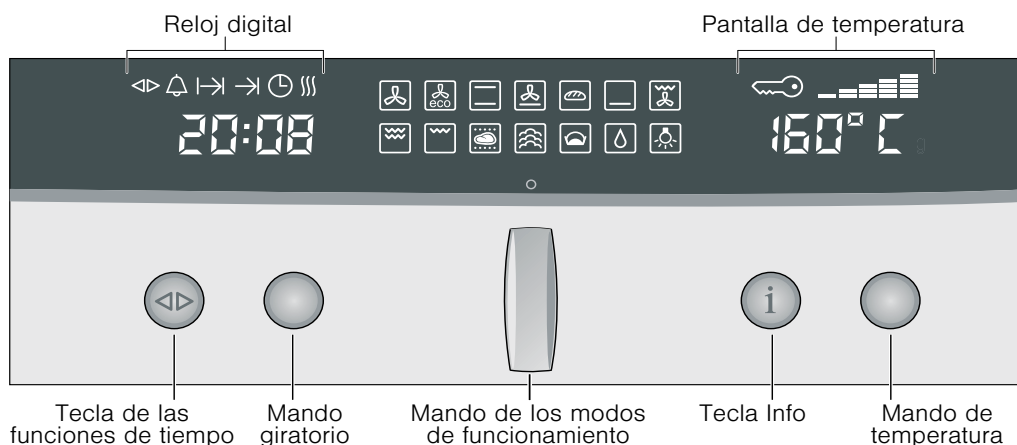 Reloj digital
Pantalla de temperatura
eco
20:08
160°C
i
Tecla de las
funciones de tiempo
Mando
giratorio
Mando de los modos
de funcionamiento
Tecla Info
Mando de
temperatura